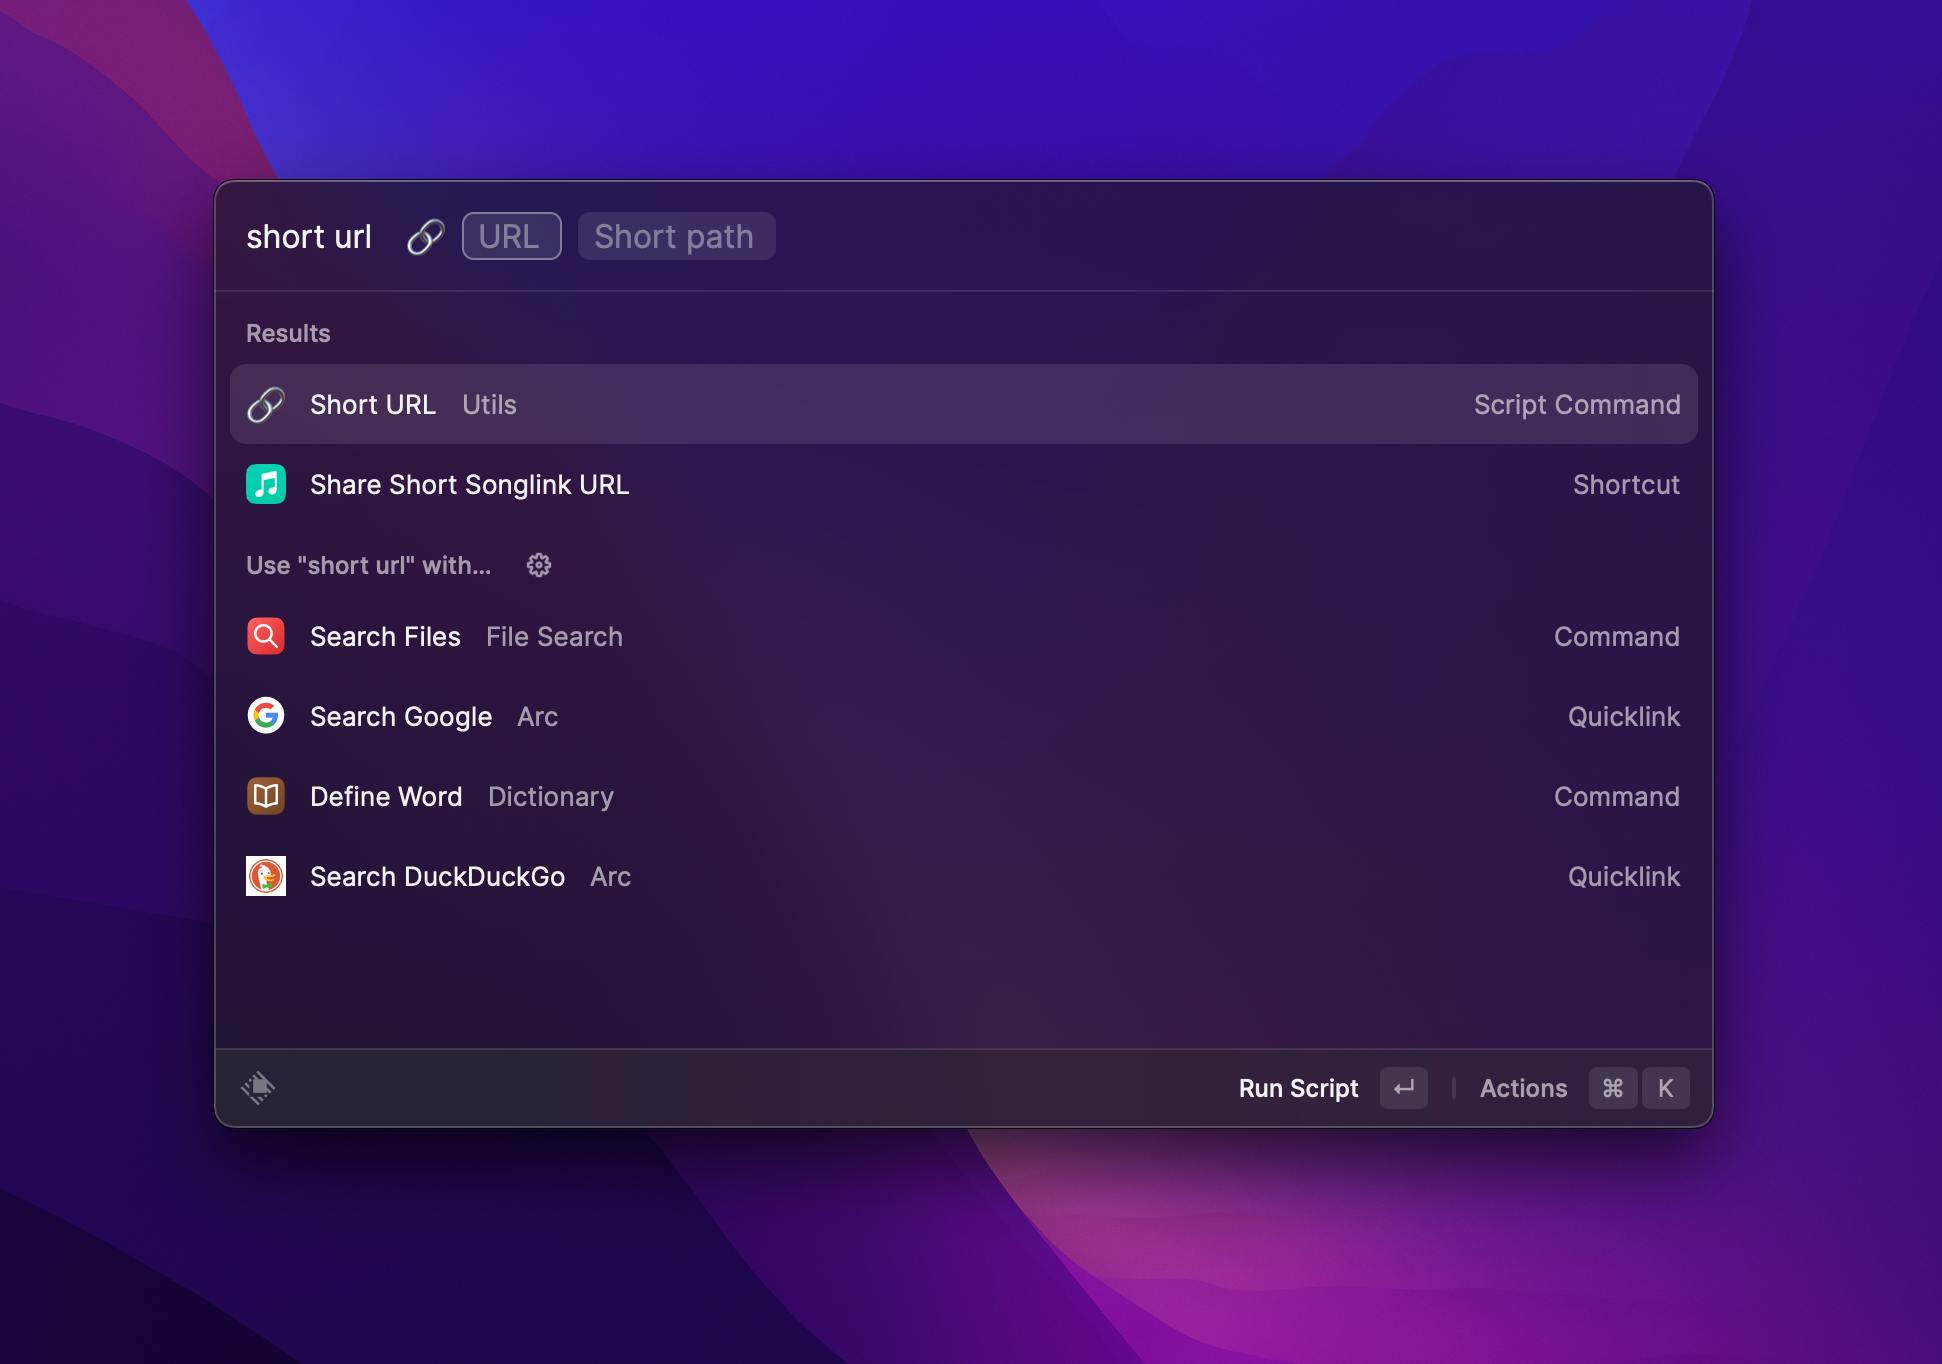 short url URL Short path
Results
Short URL Utils Script Command
Share Short Songlink URL Shortcut
Use "short url" with...
Search Files File Search Command
Search Google Arc Quicklink
Define Word Dictionary Command
Search DuckDuckGo Arc Quicklink
Run Script ↵ Actions ⌘ K